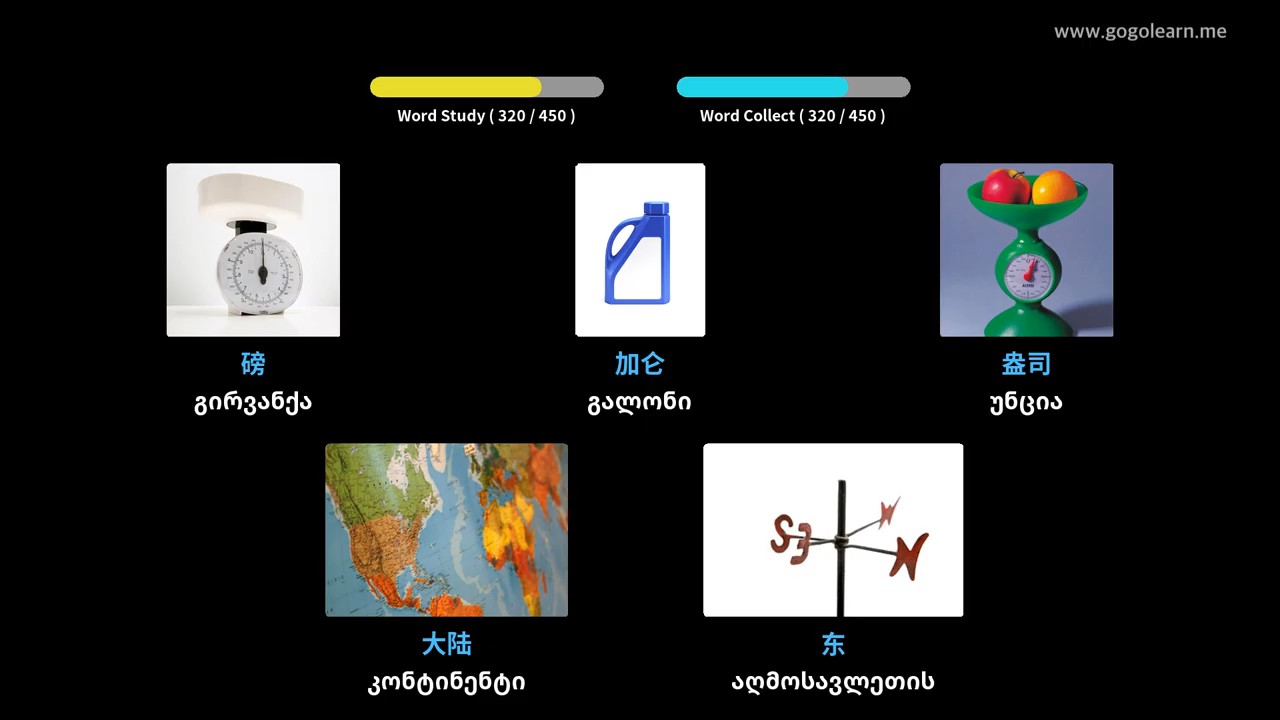 www.gogolearn.me
Word Study ( 320 / 450 )
Word Collect ( 320 / 450 )
磅
加仑
盎司
გირვანქა
გალონი
უნცია
大陆
东
კონტინენტი
აღმოსავლეთის